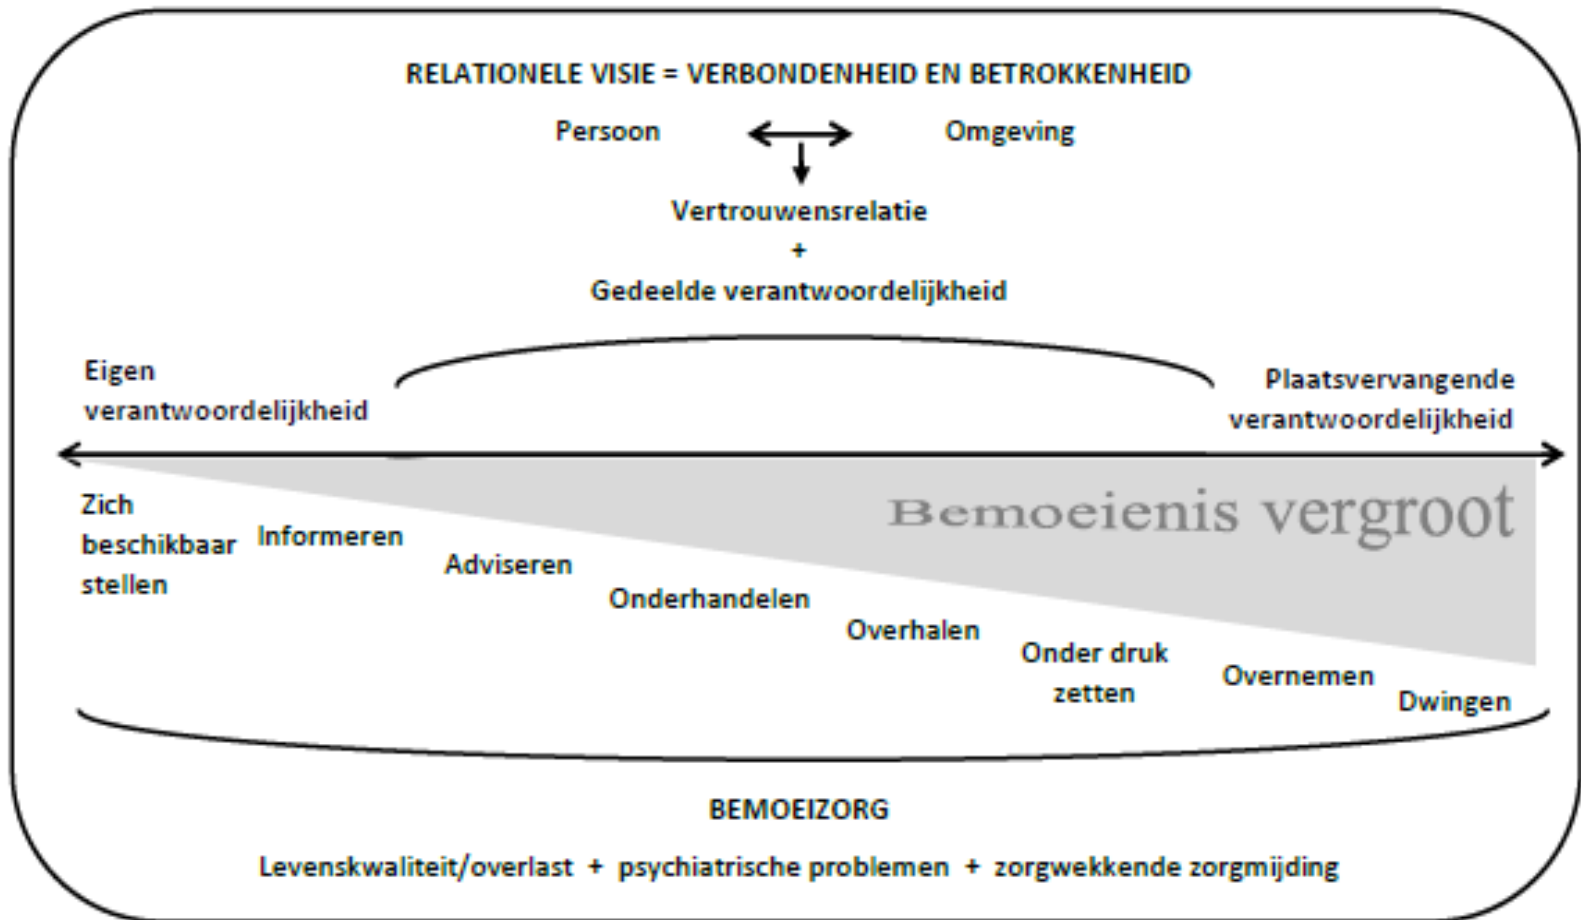 RELATIONELE VISIE = VERBONDENHEID EN BETROKKENHEID
Persoon Omgeving
Vertrouwensrelatie
+
Gedeelde verantwoordelijkheid
Eigen
verantwoordelijkheid
Plaatsvervangende
verantwoordelijkheid
Bemoeienis vergroot
Zich
beschikbaar
stellen
Informeren
Adviseren
Onderhandelen
Overhalen
Onder druk
zetten
Overnemen
Dwingen
BEMOEIZORG
Levenskwaliteit/overlast + psychiatrische problemen + zorgwekkende zorgmijding